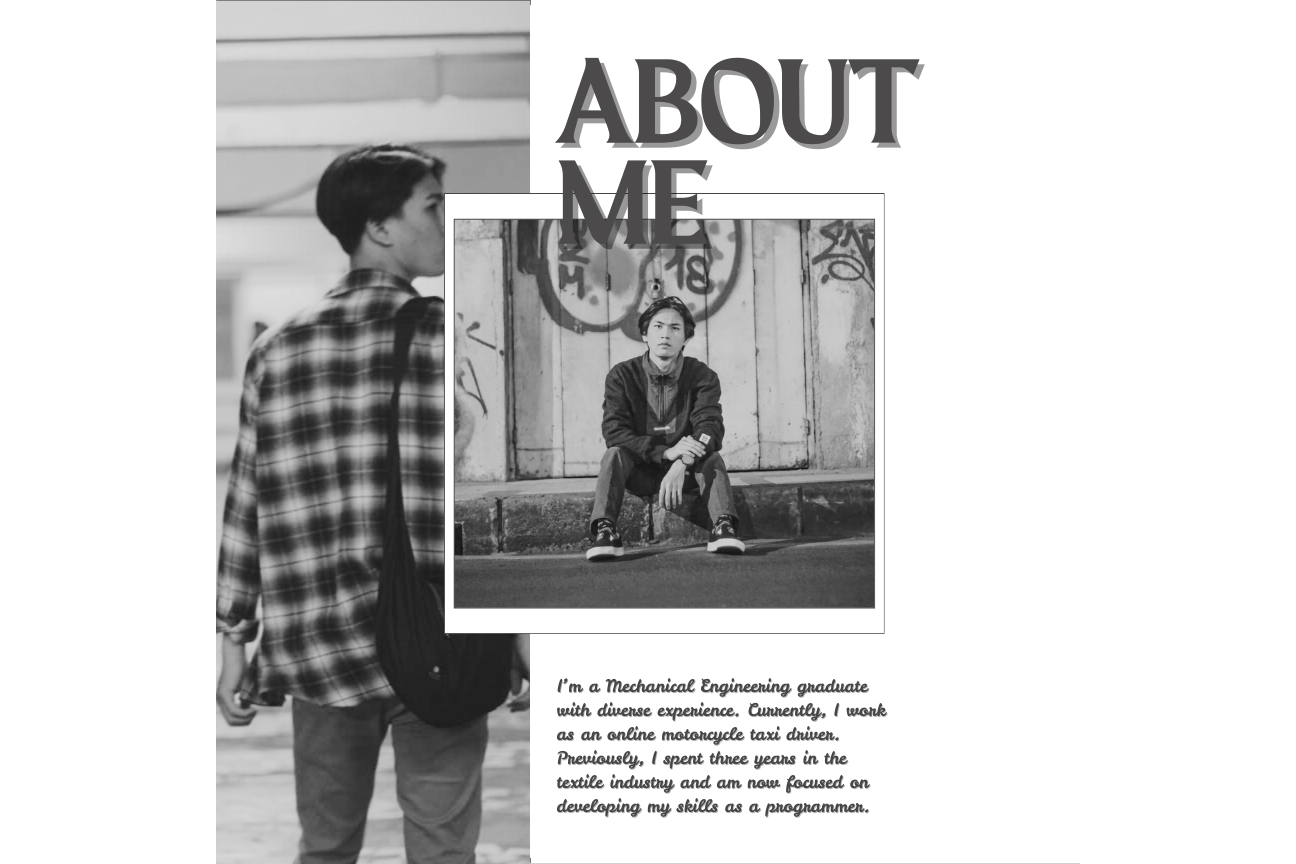 ABOUT
ME
18
I'm a Mechanical Engineering graduate
with diverse experience. Currently, I work
as an online motorcycle taxi driver.
Previously, I spent three years in the
textile industry and am now focused on
developing my skills as a programmer.